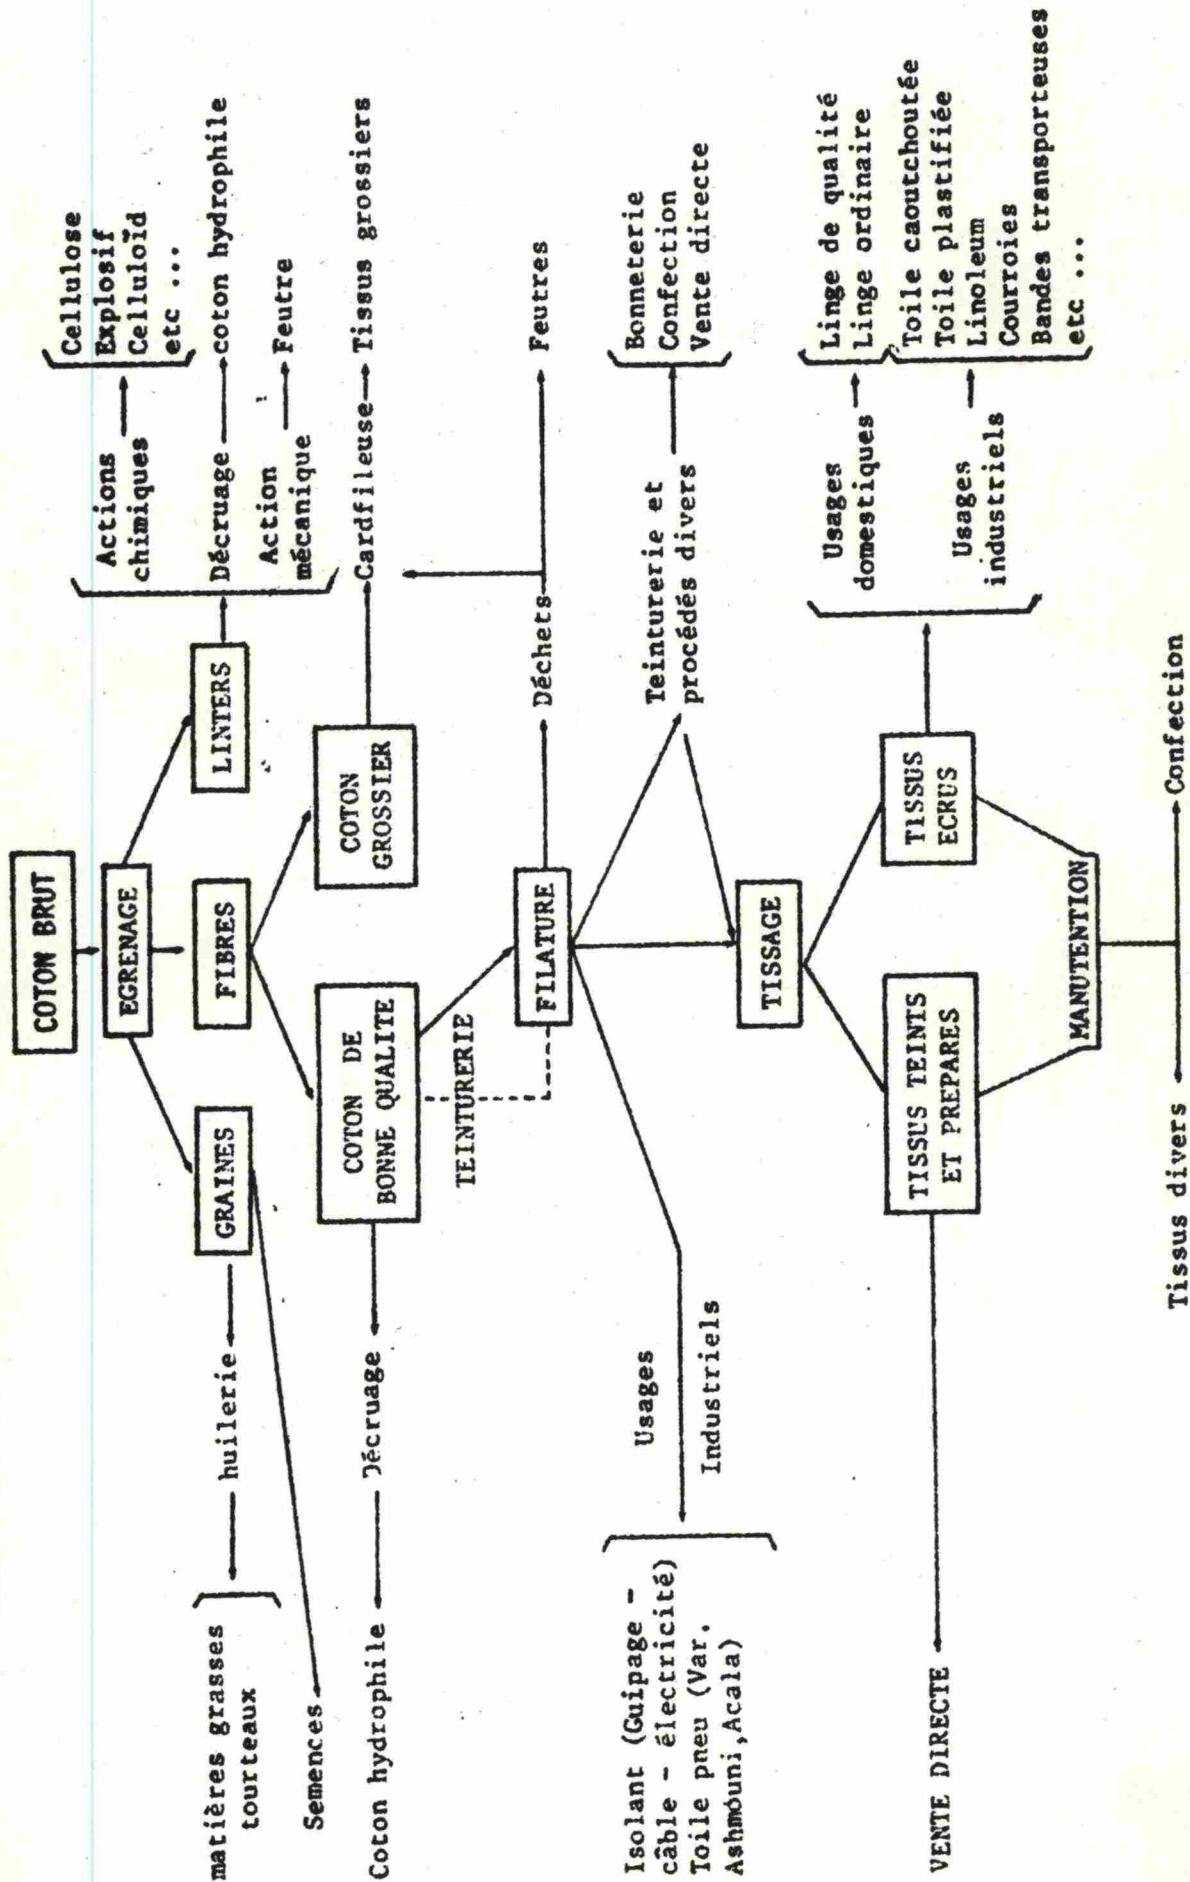 COTON BRUT
EGRENAGE
GRAINES
FIBRES
LINTERS
matières grasses
tourteaux
huilerie
Semences
Actions
chimiques
Cellulose
Explosif
Celluloïd
etc ...
Décruage
coton hydrophile
Action
mécanique
Feutre
COTON DE
BONNE QUALITE
COTON
GROSSIER
Cardfileuse
Tissus grossiers
Coton hydrophile
Décruage
TEINTURERIE
FILATURE
Déchets
Feutres
Usages
Industriels
Isolant (Guipage -
câble - électricité)
Toile pneu (Var.
Ashmouni,Acala)
Teinturerie et
procédés divers
Bonneterie
Confection
Vente directe
TISSAGE
TISSUS TEINTS
ET PREPARES
TISSUS
ECRUS
VENTE DIRECTE
Usages
domestiques
Linge de qualité
Linge ordinaire
Usages
industriels
Toile caoutchoutée
Toile plastifiée
Linoleum
Courroies
Bandes transporteuses
etc ...
MANUTENTION
Tissus divers
Confection